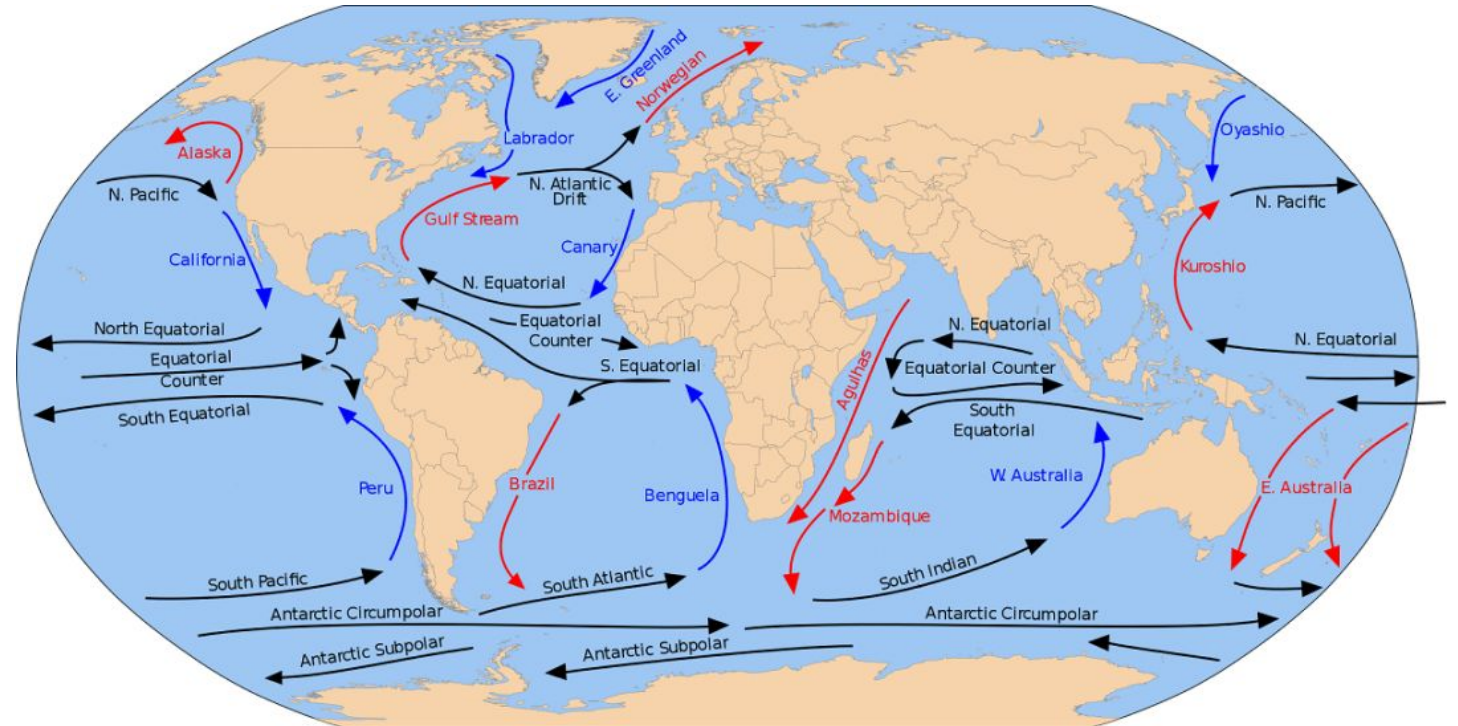 E. Greenland
Norwegian
Labrador
Oyashio
Alaska
N. Pacific
N. Atlantic
Drift
N. Pacific
Gulf Stream
California
Canary
Kuroshio
N. Equatorial
North Equatorial
Equatorial
Counter
N. Equatorial
N. Equatorial
Equatorial
Counter
S. Equatorial
Equatorial Counter
Agulhas
South Equatorial
South
Equatorial
Peru
Brazil
Benguela
W. Australia
E. Australia
Mozambique
South Pacific
South Atlantic
South Indian
Antarctic Circumpolar
Antarctic Circumpolar
Antarctic Subpolar
Antarctic Subpolar